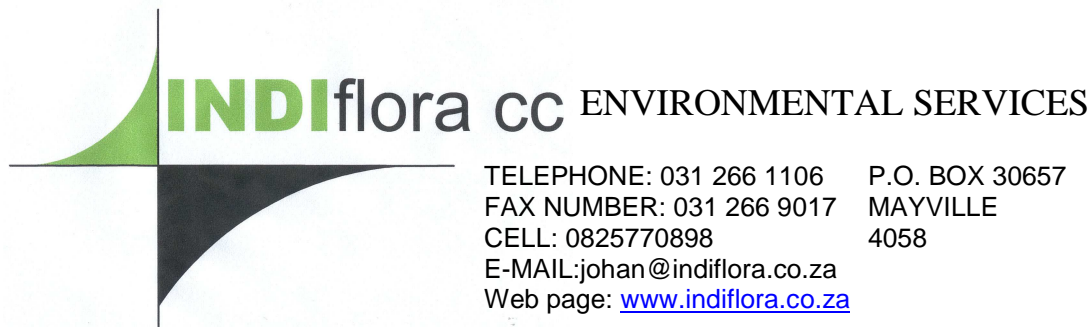 INDIflora cc ENVIRONMENTAL SERVICES
TELEPHONE: 031 266 1106 P.O. BOX 30657
FAX NUMBER: 031 266 9017 MAYVILLE
CELL: 0825770898 4058
E-MAIL:johan@indiflora.co.za
Web page: www.indiflora.co.za